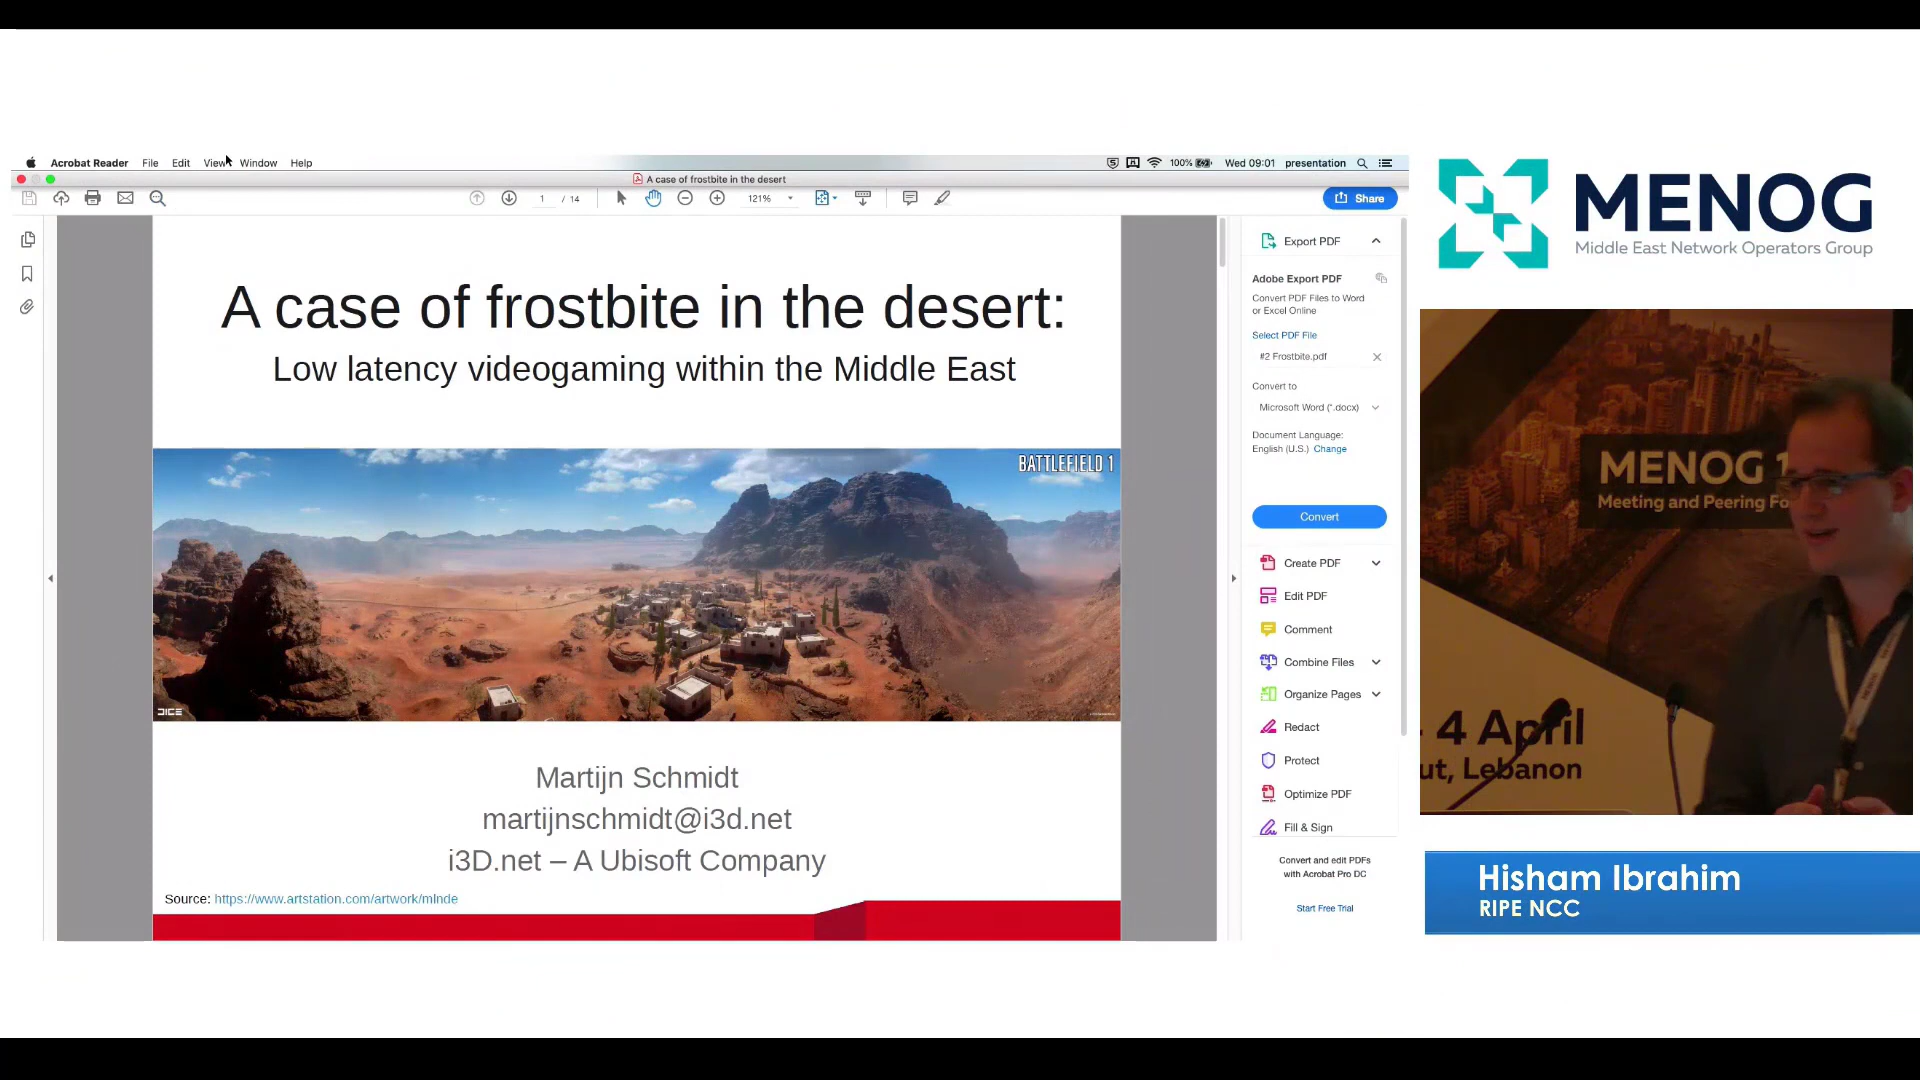 Acrobat Reader File Edit View Window Help
100% Wed 09:01 presentation
A case of frostbite in the desert
1 / 14 121% Share
A case of frostbite in the desert:
Low latency videogaming within the Middle East
BATTLEFIELD 1
DICE
Martijn Schmidt
martijnschmidt@i3d.net
i3D.net – A Ubisoft Company
Source: https://www.artstation.com/artwork/mlnde
Export PDF
Adobe Export PDF
Convert PDF Files to Word
or Excel Online
Select PDF File
#2 Frostbite.pdf
Convert to
Microsoft Word (*.docx)
Document Language:
English (U.S.) Change
Convert
Create PDF
Edit PDF
Comment
Combine Files
Organize Pages
Redact
Protect
Optimize PDF
Fill & Sign
Convert and edit PDFs
with Acrobat Pro DC
Start Free Trial
MENOG
Middle East Network Operators Group
MENOG 1
Meeting and Peering Fo
4 April
ut, Lebanon
Hisham Ibrahim
RIPE NCC